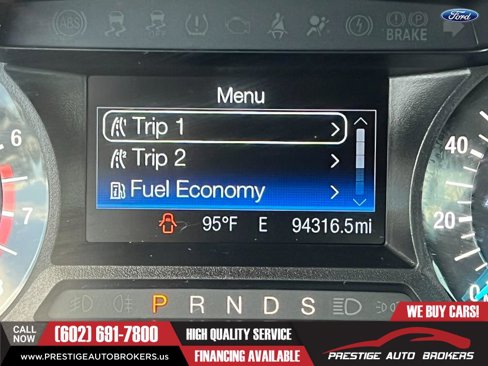 ABS
BRAKE
Ford
Menu
Trip 1
Trip 2
Fuel Economy
95°F E 94316.5mi
6
7
40
20
0
P R N D S
CALL NOW (602) 691-7800
HIGH QUALITY SERVICE
FINANCING AVAILABLE
WE BUY CARS!
WWW.PRESTIGEAUTOBROKERS.US
PRESTIGE AUTO BROKERS